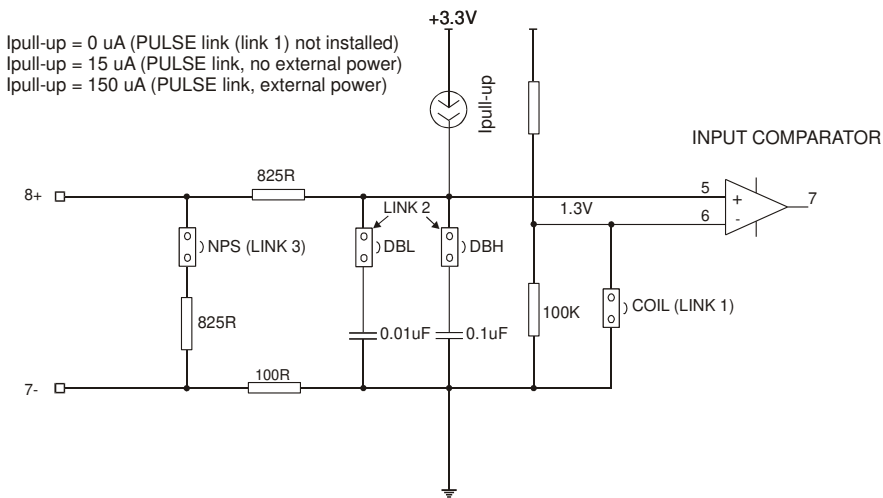 +3.3V
Ipull-up = 0 uA (PULSE link (link 1) not installed)
Ipull-up = 15 uA (PULSE link, no external power)
Ipull-up = 150 uA (PULSE link, external power)
Ipull-up
INPUT COMPARATOR
825R
8+
5
+
7
LINK 2
1.3V
6
-
NPS (LINK 3)
DBL
DBH
825R
0.01uF
0.1uF
100K
COIL (LINK 1)
100R
7-